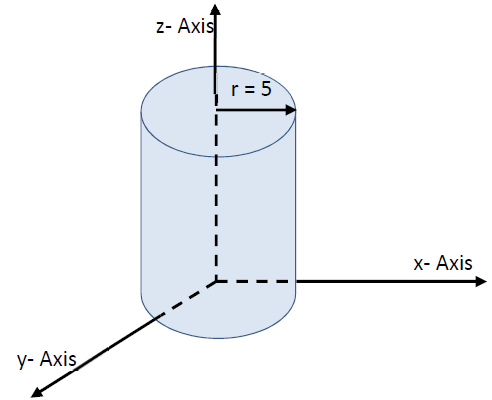 z- Axis
r = 5
x- Axis
y- Axis